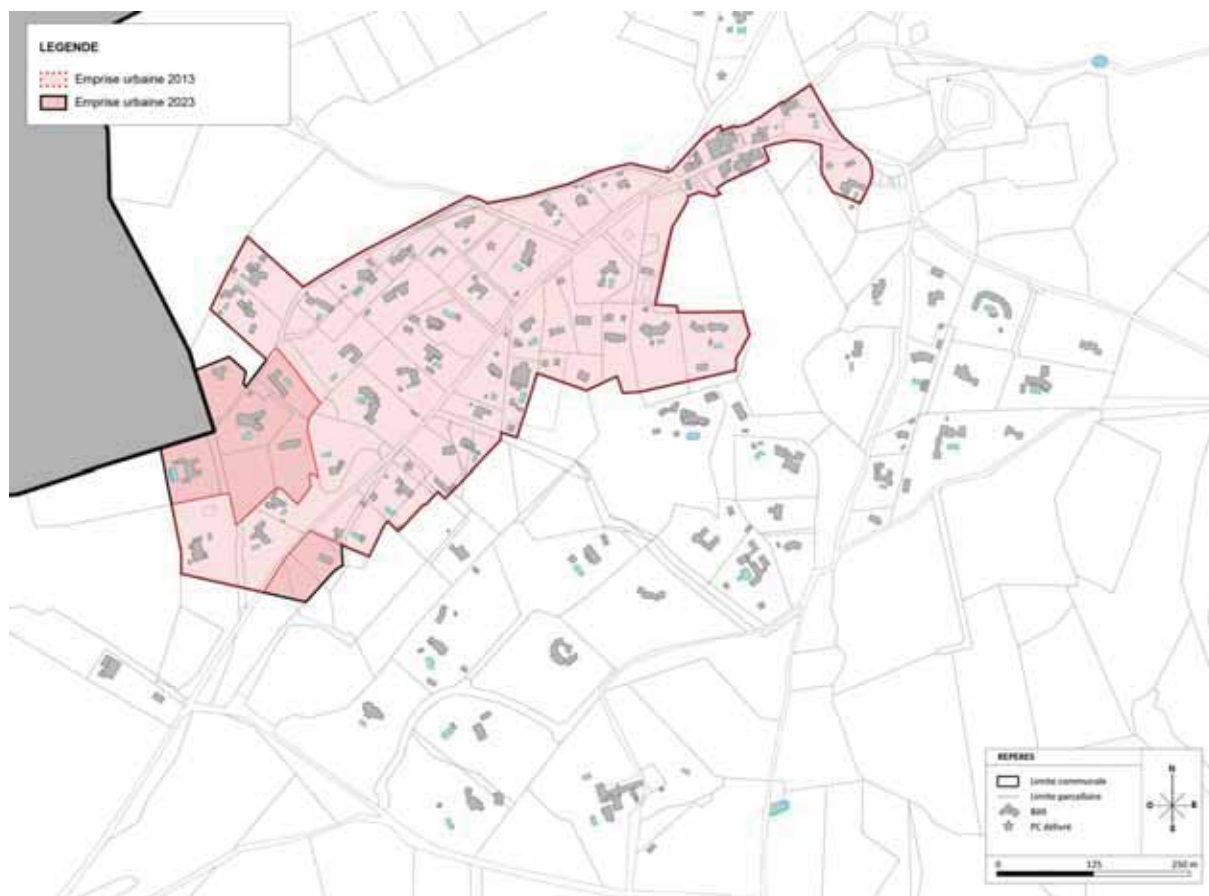 LEGENDE
Emprise urbaine 2013
Emprise urbaine 2023
REPERES
Limite communale
Limite parcellaire
Bâti
PC délivré
N
O
E
S
0 125 250 m